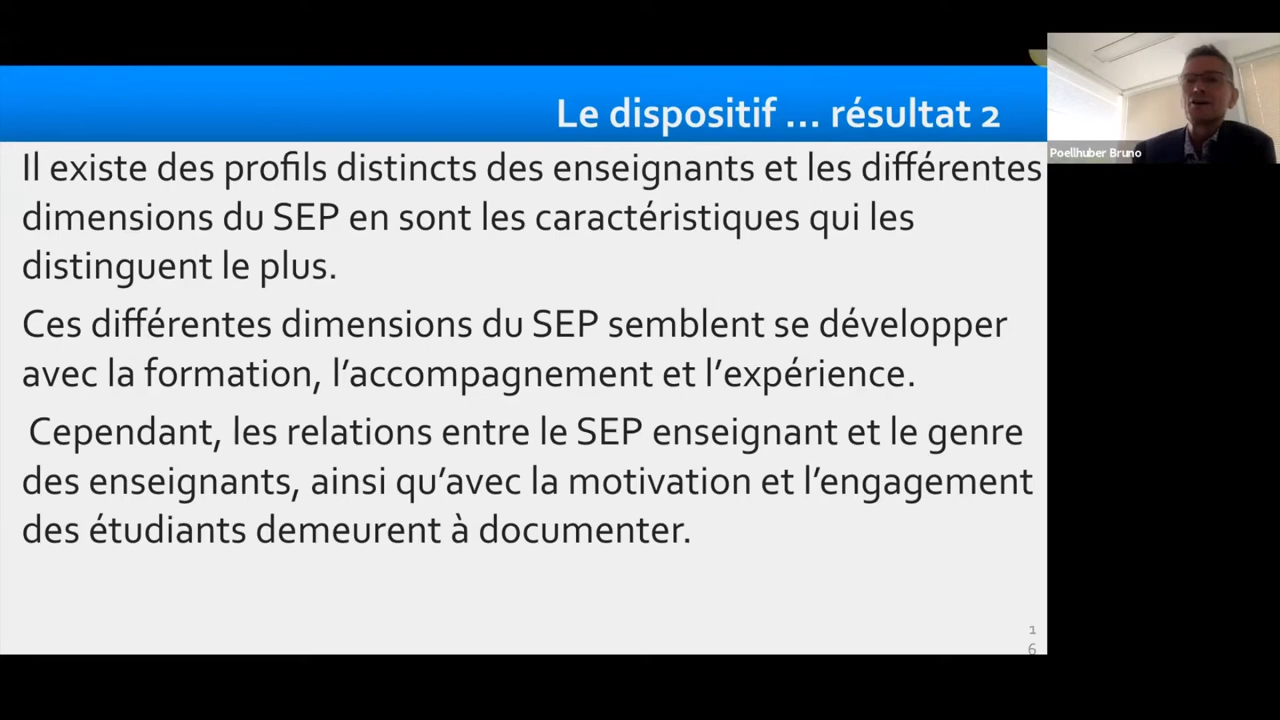 Le dispositif ... résultat 2
Poellhuber Bruno
Il existe des profils distincts des enseignants et les différentes
dimensions du SEP en sont les caractéristiques qui les
distinguent le plus.
Ces différentes dimensions du SEP semblent se développer
avec la formation, l’accompagnement et l’expérience.
Cependant, les relations entre le SEP enseignant et le genre
des enseignants, ainsi qu’avec la motivation et l’engagement
des étudiants demeurent à documenter.
1
6